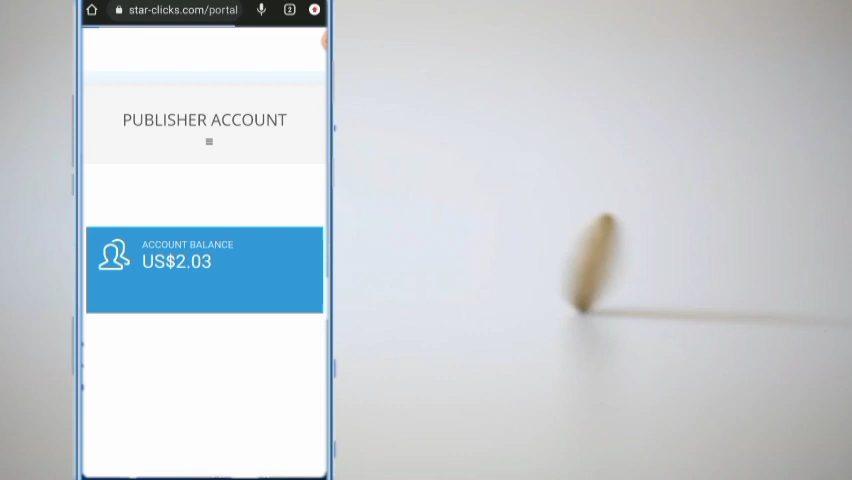 star-clicks.com/portal
2
PUBLISHER ACCOUNT
ACCOUNT BALANCE
US$2.03